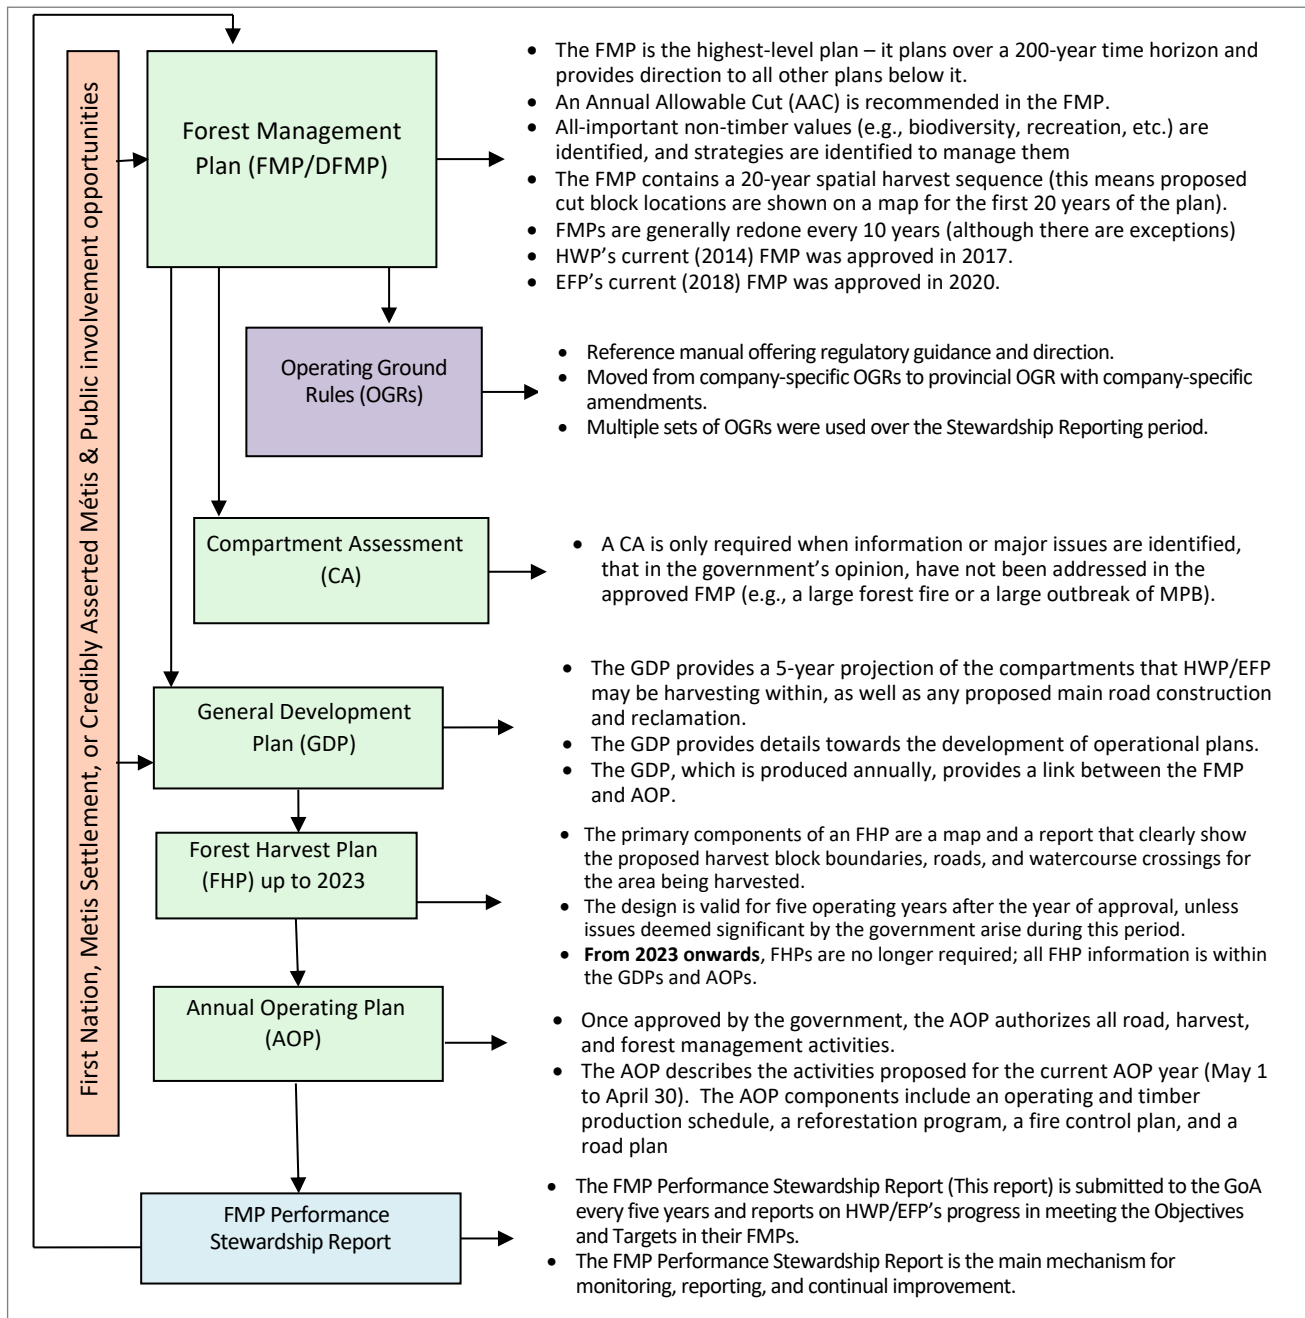 First Nation, Metis Settlement, or Credibly Asserted Métis & Public involvement opportunities
Forest Management
Plan (FMP/DFMP)
• The FMP is the highest-level plan – it plans over a 200-year time horizon and
provides direction to all other plans below it.
• An Annual Allowable Cut (AAC) is recommended in the FMP.
• All-important non-timber values (e.g., biodiversity, recreation, etc.) are
identified, and strategies are identified to manage them
• The FMP contains a 20-year spatial harvest sequence (this means proposed
cut block locations are shown on a map for the first 20 years of the plan).
• FMPs are generally redone every 10 years (although there are exceptions)
• HWP's current (2014) FMP was approved in 2017.
• EFP's current (2018) FMP was approved in 2020.
Operating Ground
Rules (OGRs)
• Reference manual offering regulatory guidance and direction.
• Moved from company-specific OGRs to provincial OGR with company-specific
amendments.
• Multiple sets of OGRs were used over the Stewardship Reporting period.
Compartment Assessment
(CA)
• A CA is only required when information or major issues are identified,
that in the government's opinion, have not been addressed in the
approved FMP (e.g., a large forest fire or a large outbreak of MPB).
General Development
Plan (GDP)
• The GDP provides a 5-year projection of the compartments that HWP/EFP
may be harvesting within, as well as any proposed main road construction
and reclamation.
• The GDP provides details towards the development of operational plans.
• The GDP, which is produced annually, provides a link between the FMP
and AOP.
Forest Harvest Plan
(FHP) up to 2023
• The primary components of an FHP are a map and a report that clearly show
the proposed harvest block boundaries, roads, and watercourse crossings for
the area being harvested.
• The design is valid for five operating years after the year of approval, unless
issues deemed significant by the government arise during this period.
• From 2023 onwards, FHPs are no longer required; all FHP information is within
the GDPs and AOPs.
Annual Operating Plan
(AOP)
• Once approved by the government, the AOP authorizes all road, harvest,
and forest management activities.
• The AOP describes the activities proposed for the current AOP year (May 1
to April 30). The AOP components include an operating and timber
production schedule, a reforestation program, a fire control plan, and a
road plan
FMP Performance
Stewardship Report
• The FMP Performance Stewardship Report (This report) is submitted to the GoA
every five years and reports on HWP/EFP's progress in meeting the Objectives
and Targets in their FMPs.
• The FMP Performance Stewardship Report is the main mechanism for
monitoring, reporting, and continual improvement.